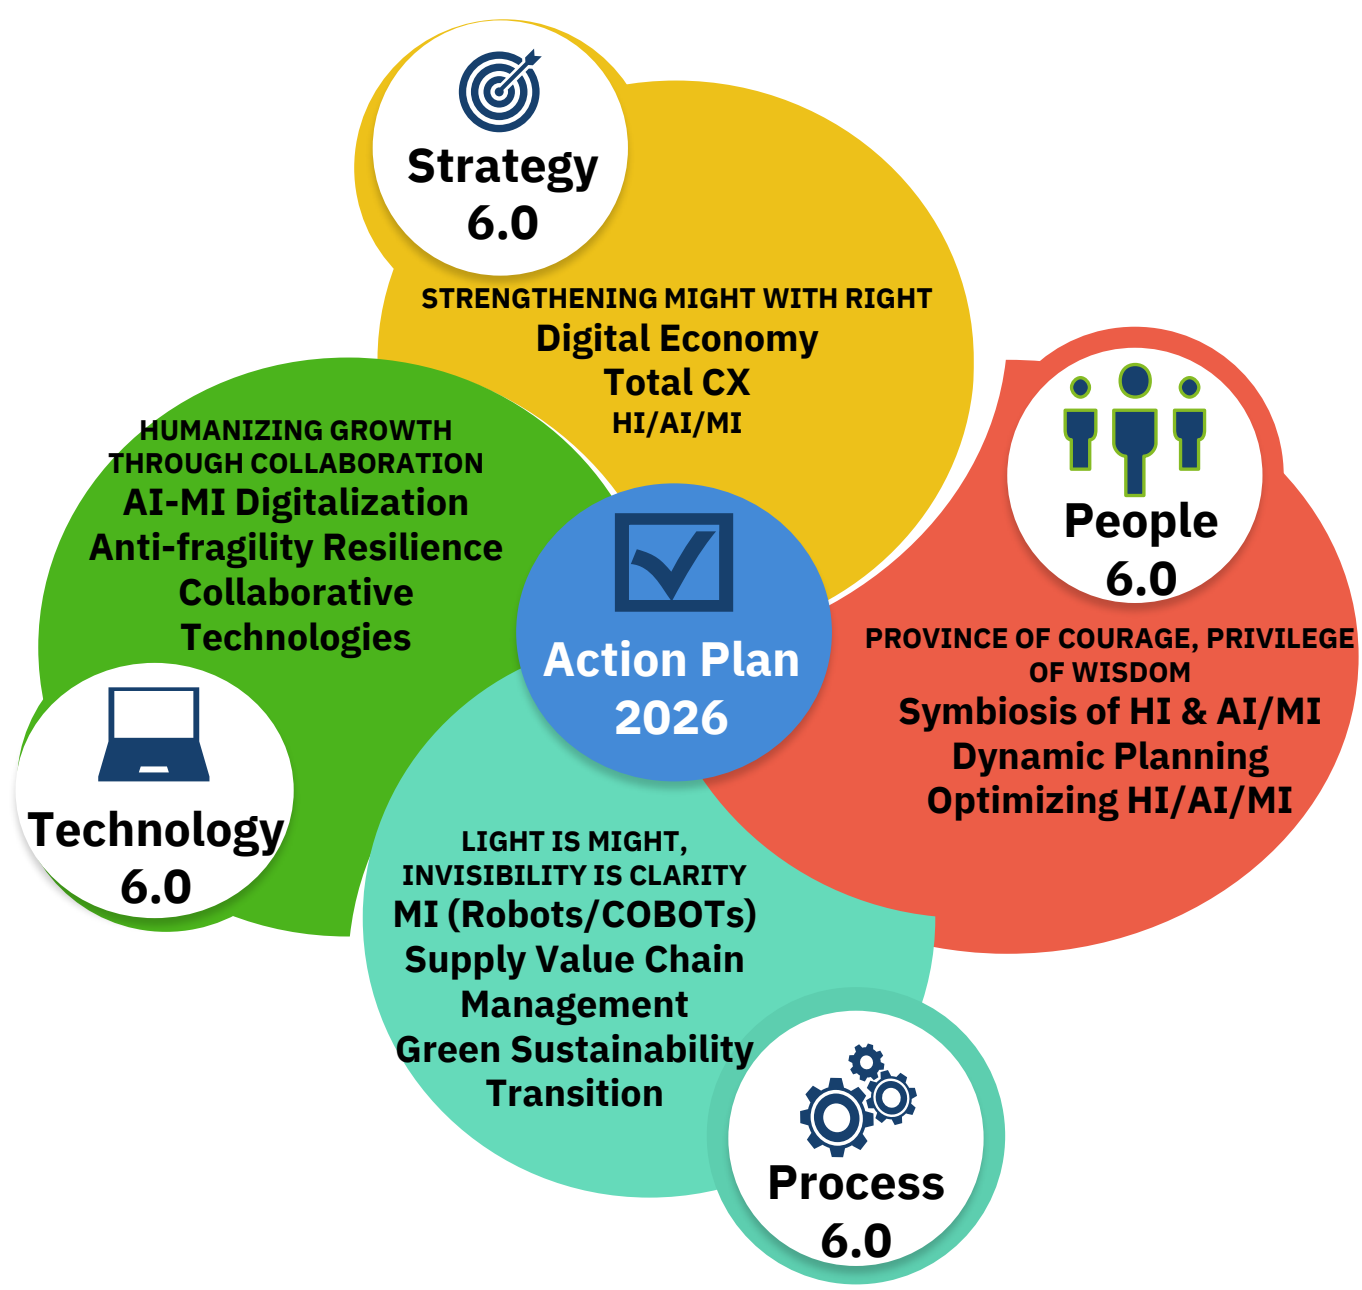 Strategy
6.0
STRENGTHENING MIGHT WITH RIGHT
Digital Economy
Total CX
HI/AI/MI
People
6.0
PROVINCE OF COURAGE, PRIVILEGE
OF WISDOM
Symbiosis of HI & AI/MI
Dynamic Planning
Optimizing HI/AI/MI
HUMANIZING GROWTH
THROUGH COLLABORATION
AI-MI Digitalization
Anti-fragility Resilience
Collaborative
Technologies
Technology
6.0
Action Plan
2026
LIGHT IS MIGHT,
INVISIBILITY IS CLARITY
MI (Robots/COBOTs)
Supply Value Chain
Management
Green Sustainability
Transition
Process
6.0